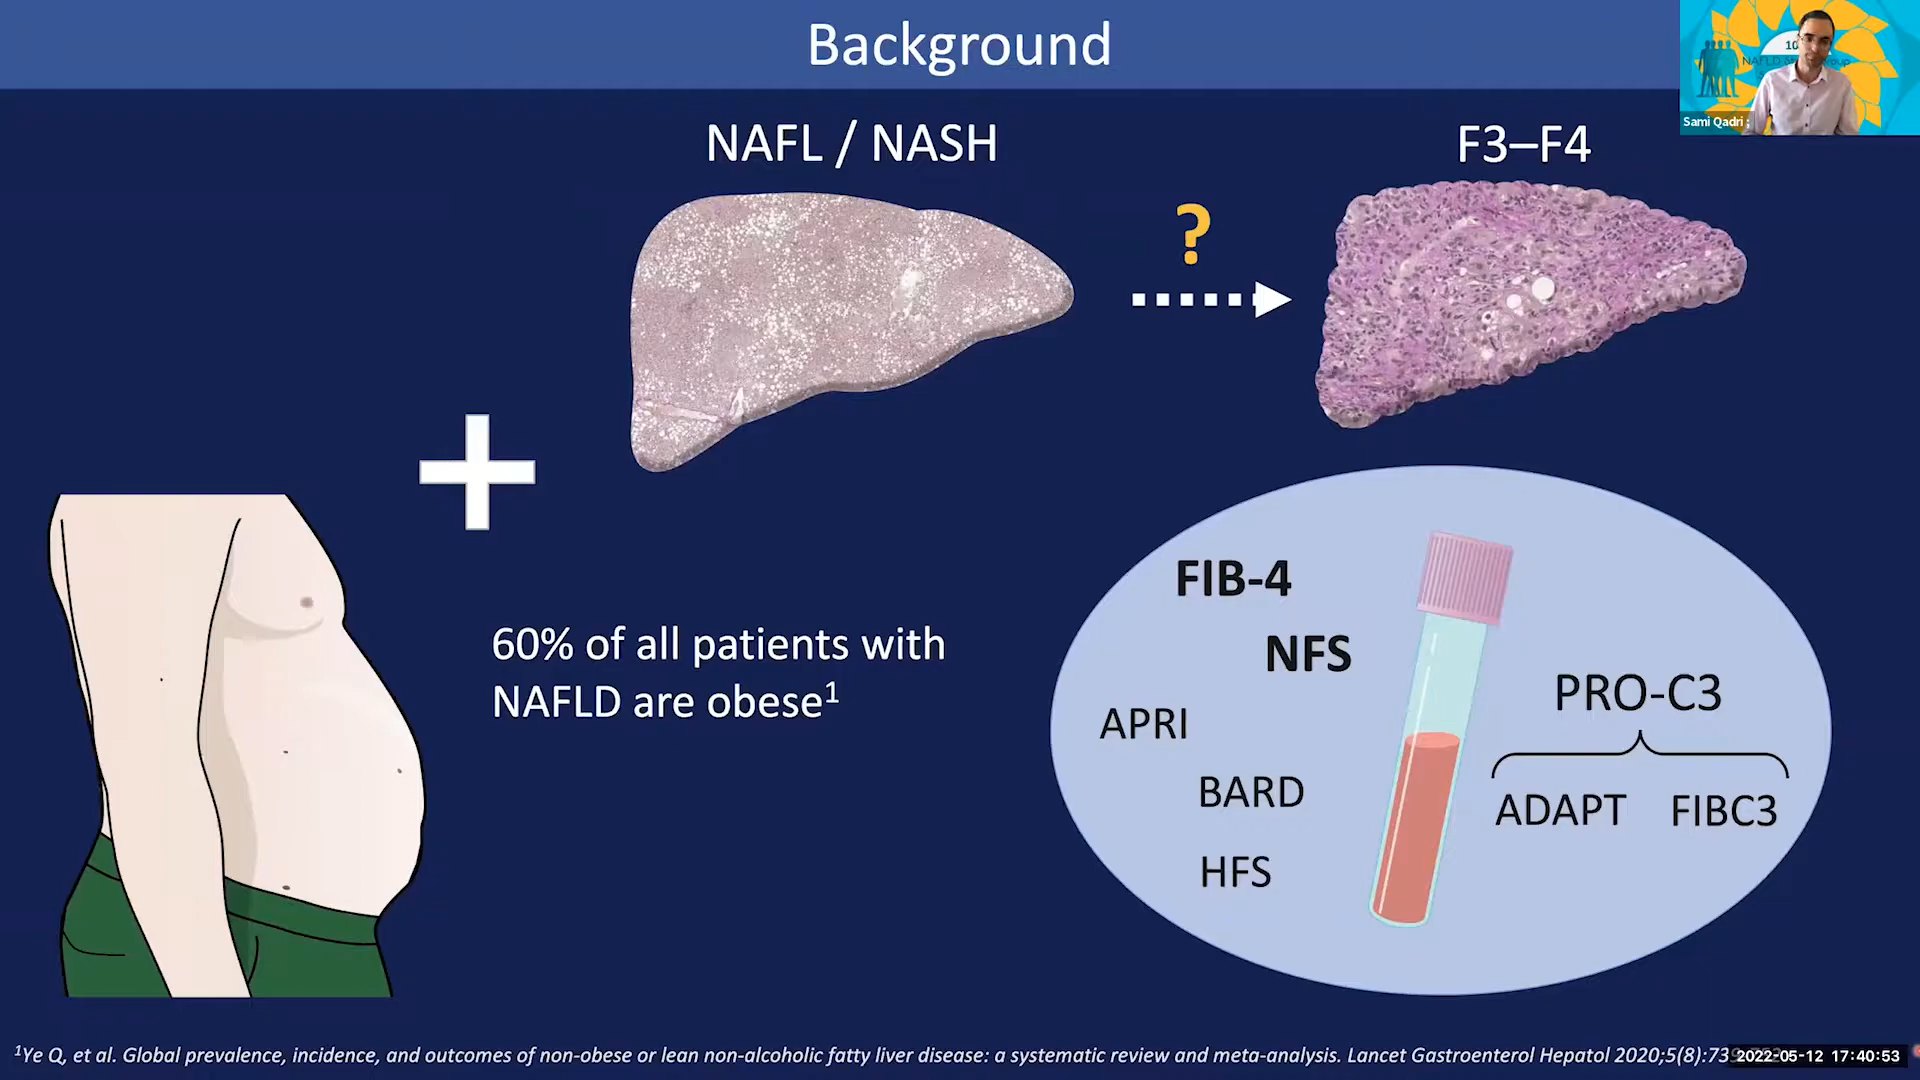 Background
10
NAFLD
Sami Qadri ;
NAFL / NASH
F3–F4
?
60% of all patients with
NAFLD are obese¹
FIB-4
NFS
APRI
BARD
HFS
PRO-C3
ADAPT FIBC3
¹Ye Q, et al. Global prevalence, incidence, and outcomes of non-obese or lean non-alcoholic fatty liver disease: a systematic review and meta-analysis. Lancet Gastroenterol Hepatol 2020;5(8):73
2022-05-12 17:40:53